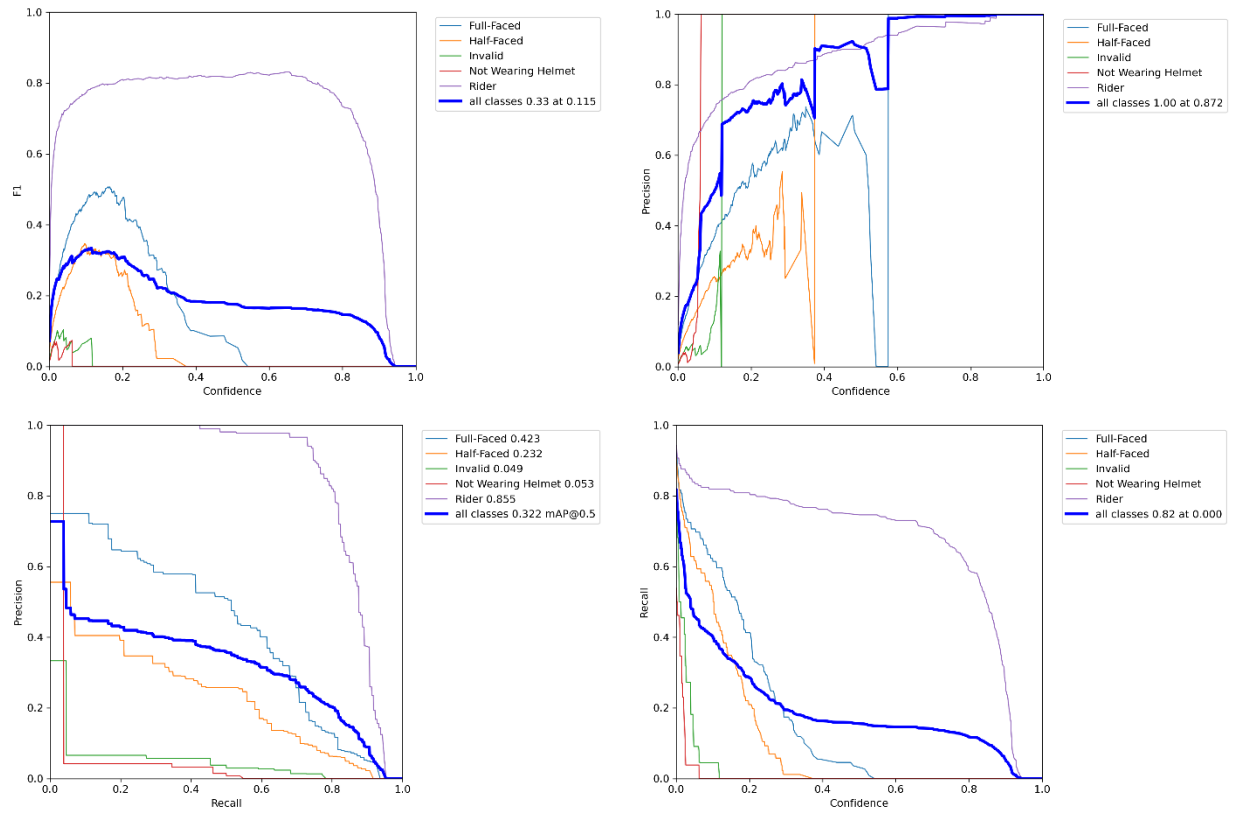 1.0
0.8
0.6
0.4
0.2
0.0
F1
0.0 0.2 0.4 0.6 0.8 1.0
Confidence
Full-Faced
Half-Faced
Invalid
Not Wearing Helmet
Rider
all classes 0.33 at 0.115
1.0
0.8
0.6
0.4
0.2
0.0
Precision
0.0 0.2 0.4 0.6 0.8 1.0
Confidence
Full-Faced
Half-Faced
Invalid
Not Wearing Helmet
Rider
all classes 1.00 at 0.872
1.0
0.8
0.6
0.4
0.2
0.0
Precision
0.0 0.2 0.4 0.6 0.8 1.0
Recall
Full-Faced 0.423
Half-Faced 0.232
Invalid 0.049
Not Wearing Helmet 0.053
Rider 0.855
all classes 0.322 mAP@0.5
1.0
0.8
0.6
0.4
0.2
0.0
Recall
0.0 0.2 0.4 0.6 0.8 1.0
Confidence
Full-Faced
Half-Faced
Invalid
Not Wearing Helmet
Rider
all classes 0.82 at 0.000